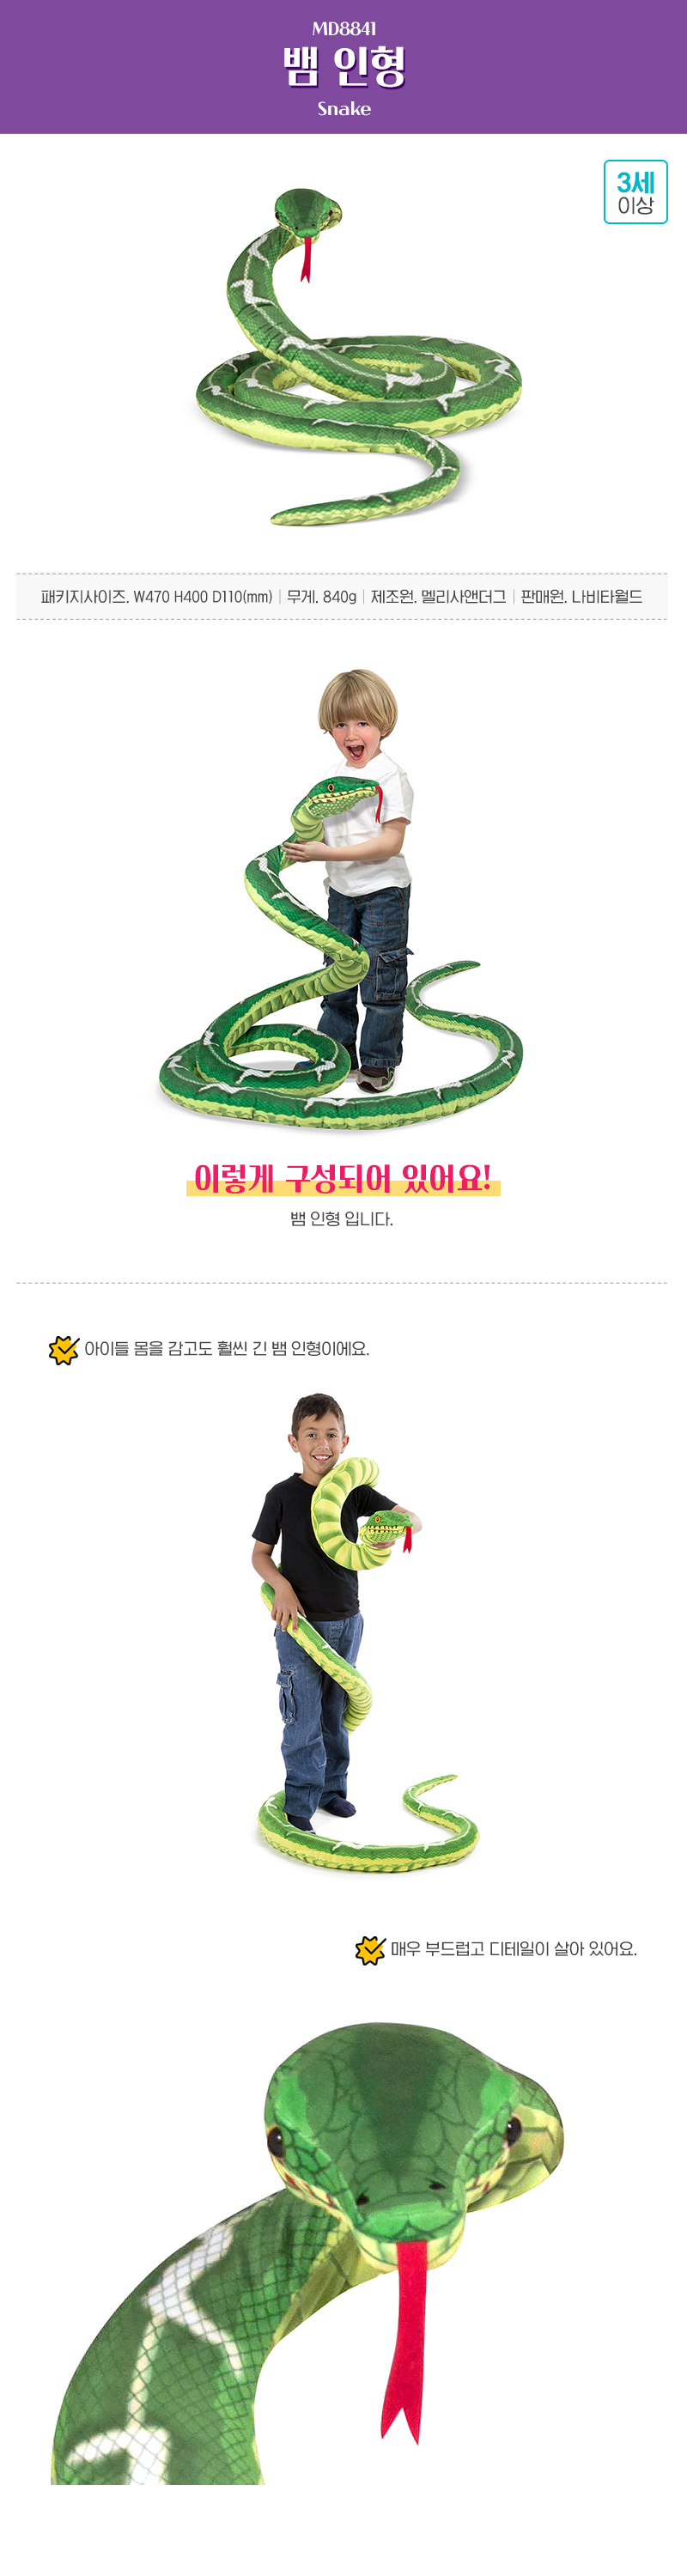 MD8841
뱀 인형
Snake
3세
이상
패키지사이즈. W470 H400 D110(mm) | 무게. 840g | 제조원. 멜리사앤더그 | 판매원. 나비타월드
이렇게 구성되어 있어요!
뱀 인형 입니다.
아이들 몸을 감고도 훨씬 긴 뱀 인형이에요.
매우 부드럽고 디테일이 살아 있어요.